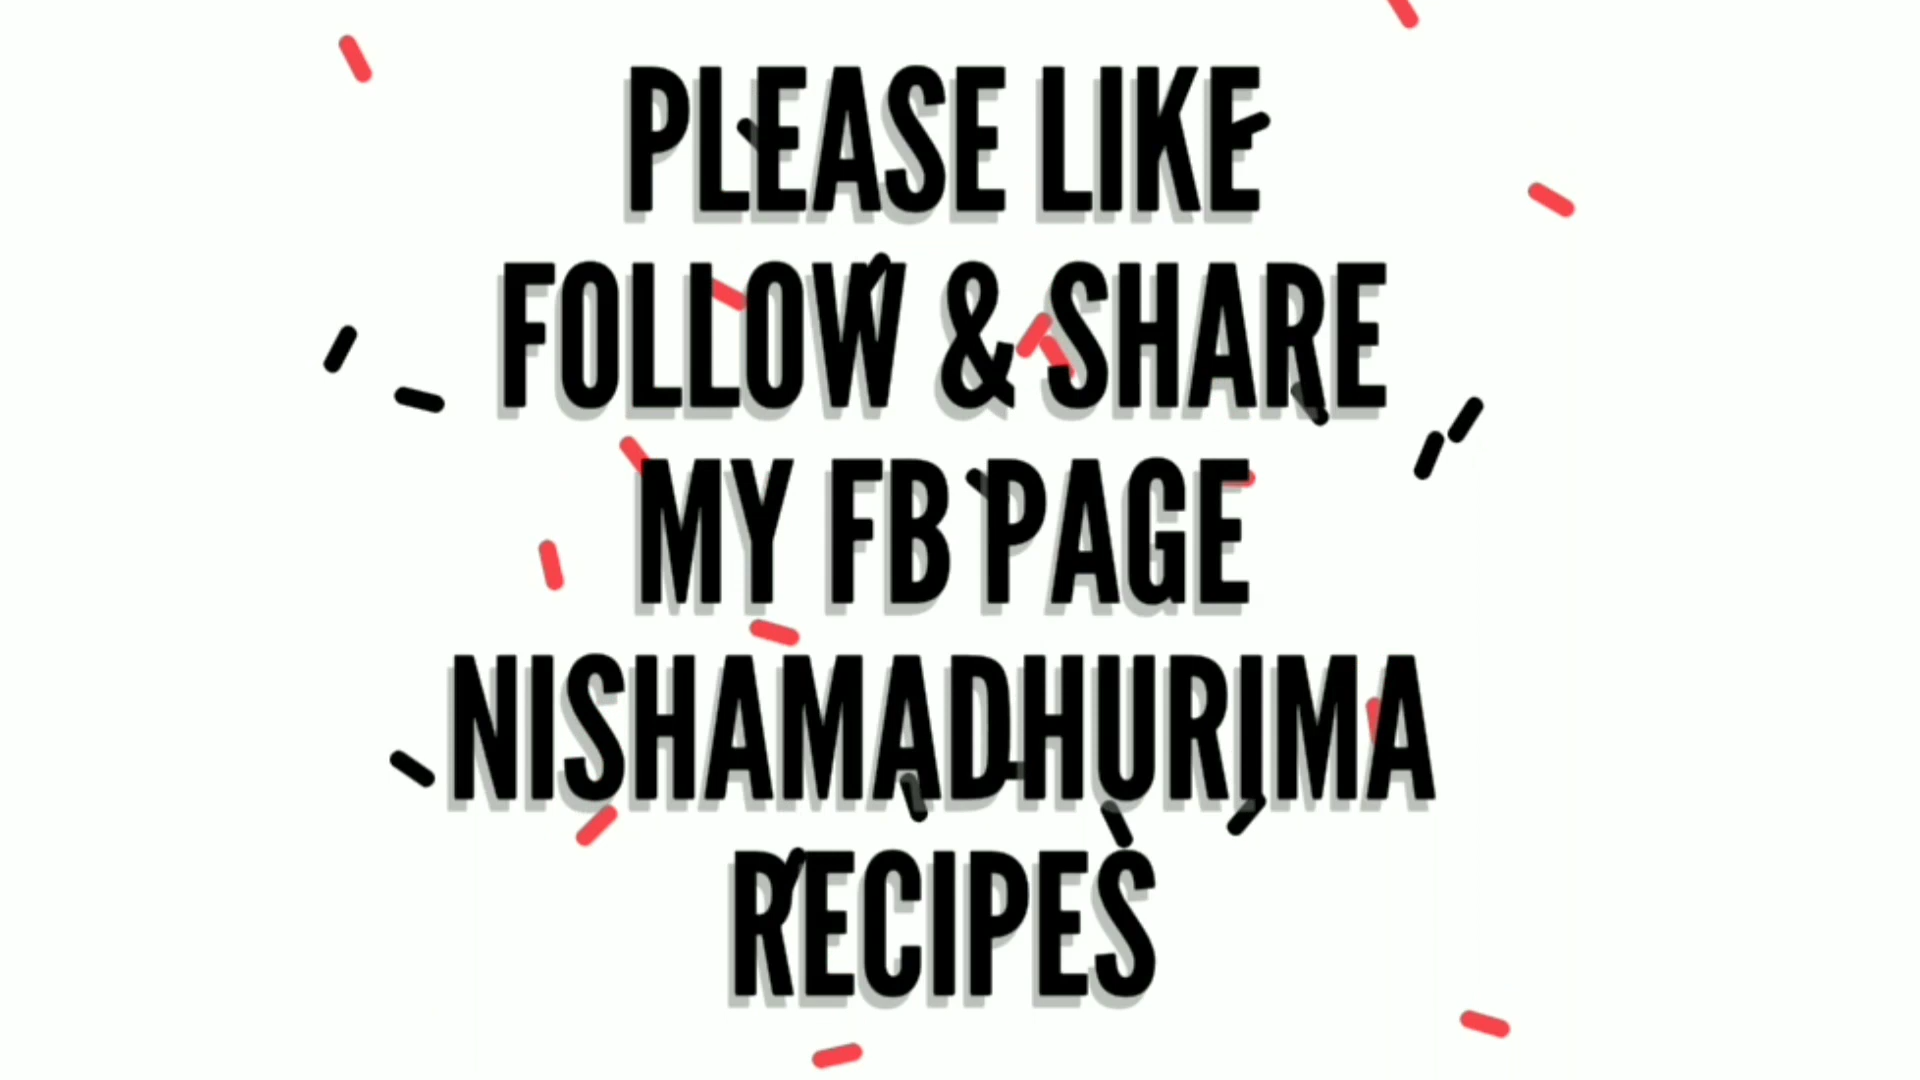 PLEASE LIKE
FOLLOW & SHARE
MY FB PAGE
NISHAMADHURIMA
RECIPES